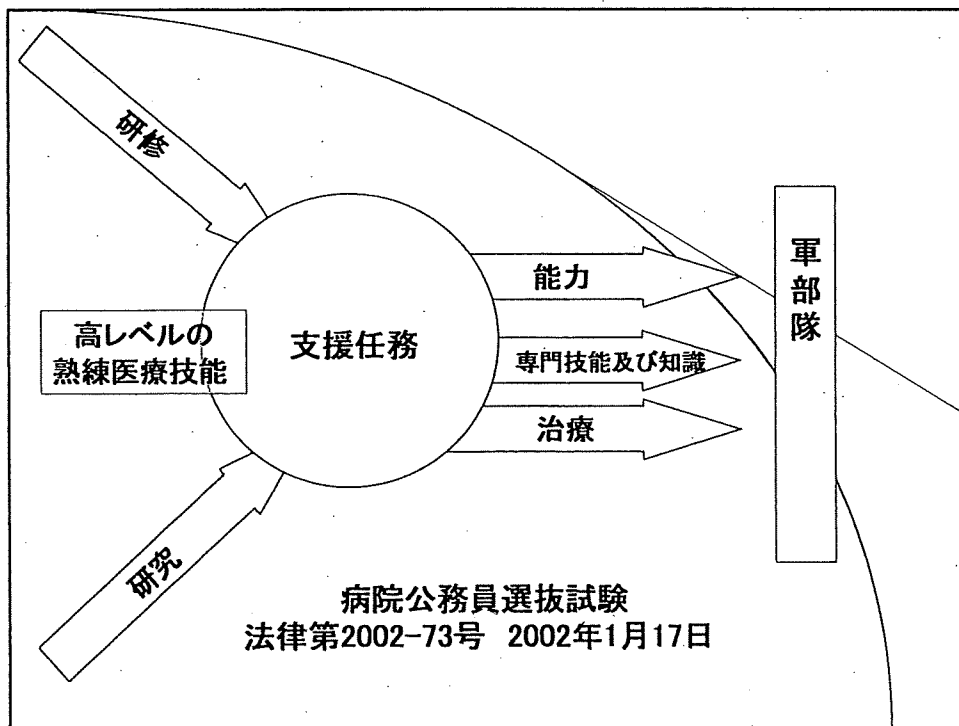 研修
高レベルの
熟練医療技能
支援任務
能力
専門技能及び知識
治療
軍部隊
研究
病院公務員選抜試験
法律第2002-73号 2002年1月17日